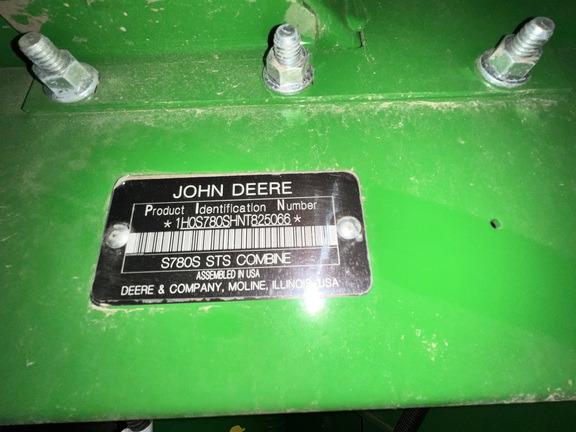 JOHN DEERE
Product Identification Number
*1H0S780SHNT825066*
S780S STS COMBINE
ASSEMBLED IN USA
DEERE & COMPANY, MOLINE, ILLINOIS, USA